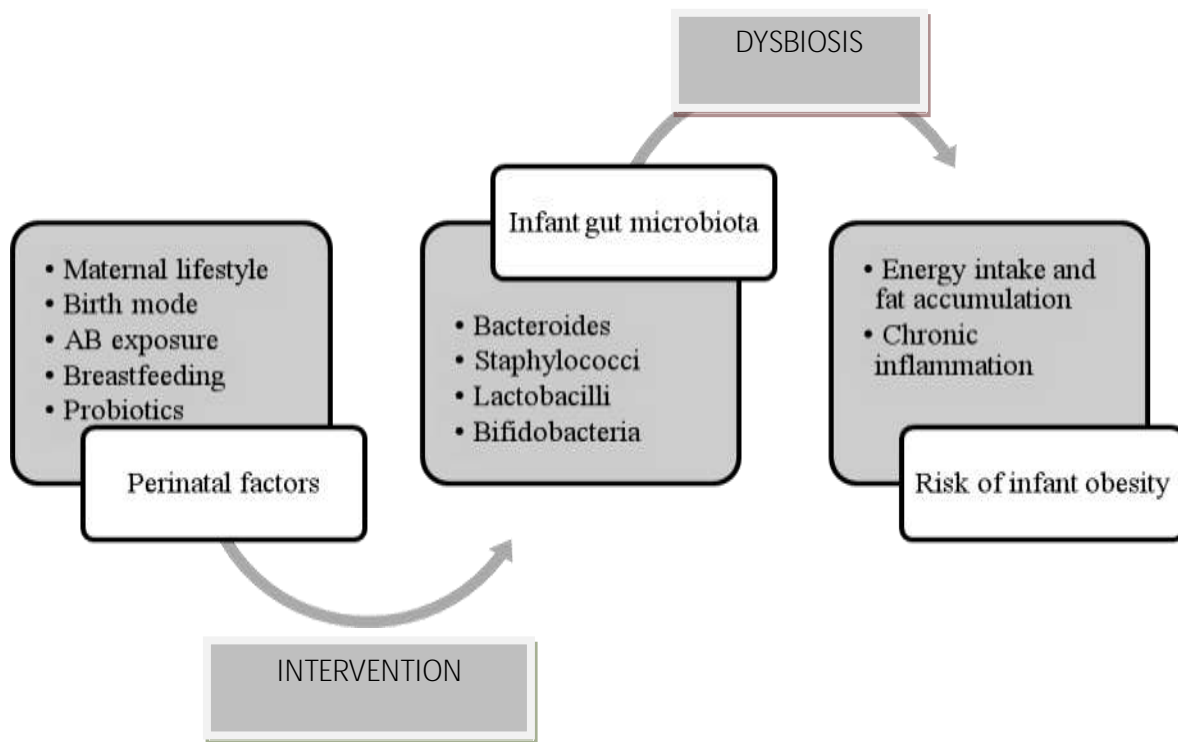 DYSBIOSIS
Infant gut microbiota
• Maternal lifestyle
• Birth mode
• AB exposure
• Breastfeeding
• Probiotics
Perinatal factors
• Bacteroides
• Staphylococci
• Lactobacilli
• Bifidobacteria
• Energy intake and
fat accumulation
• Chronic
inflammation
Risk of infant obesity
INTERVENTION